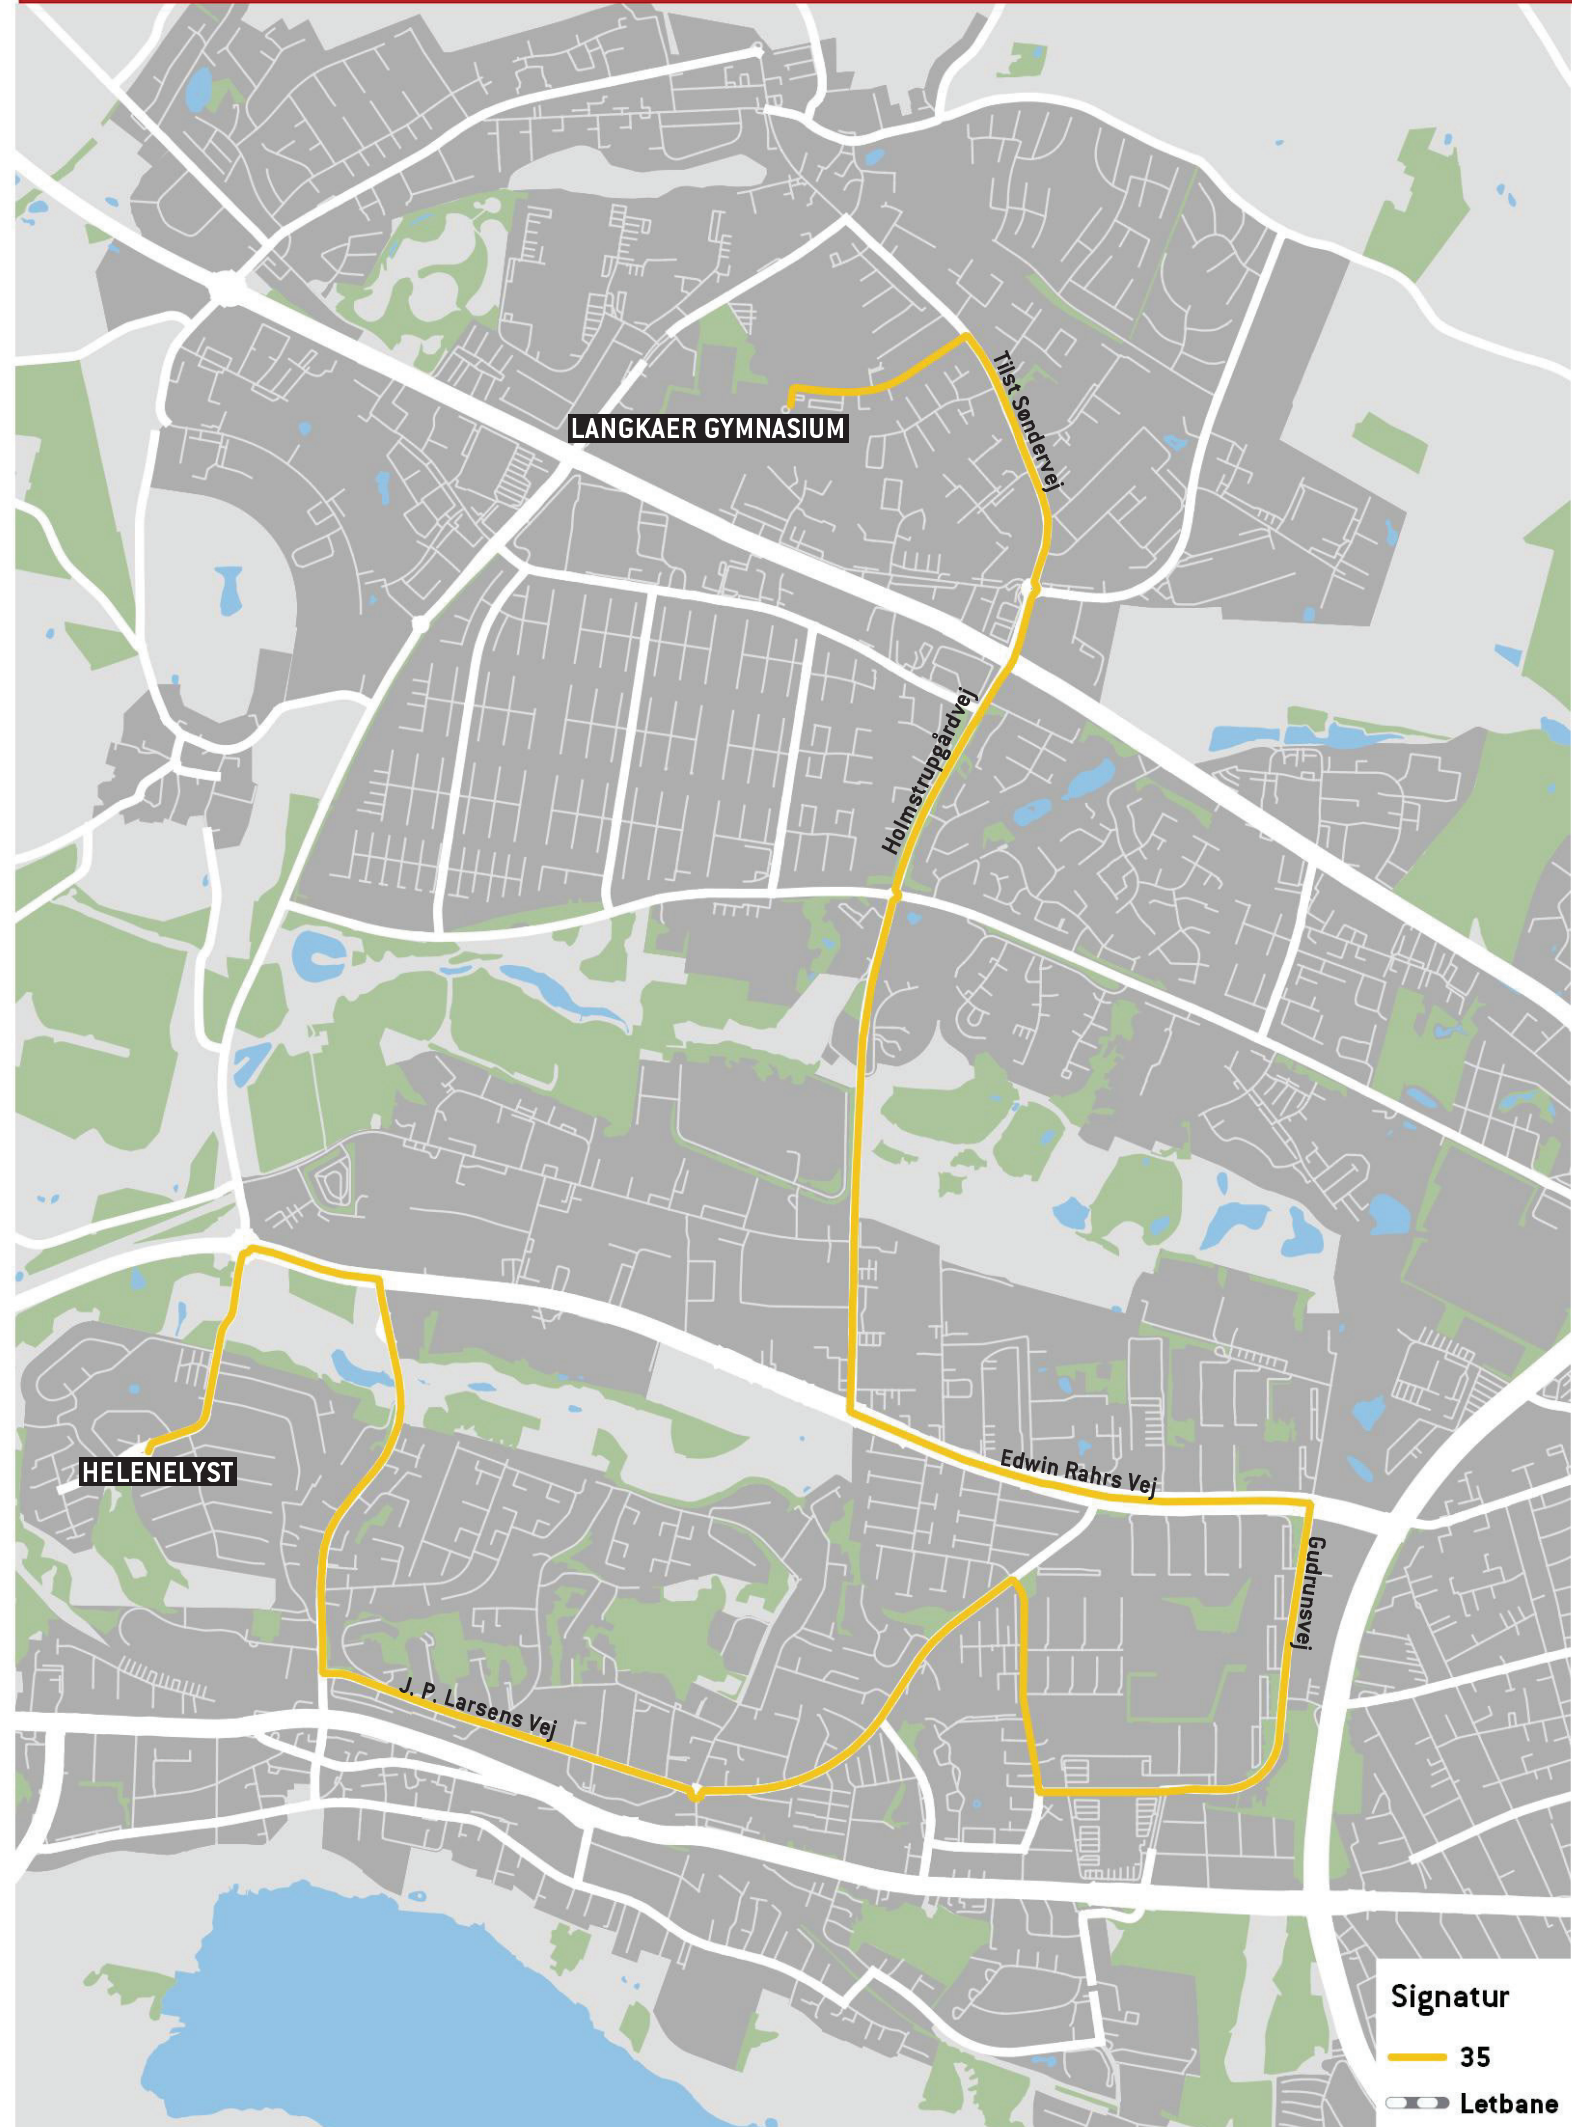 Tilst Søndervej
LANGKAER GYMNASIUM
Holmstrupgårdvej
Edwin Rahrs Vej
HELENELYST
Gudrunsvej
J. P. Larsens Vej
Signatur
35
Letbane